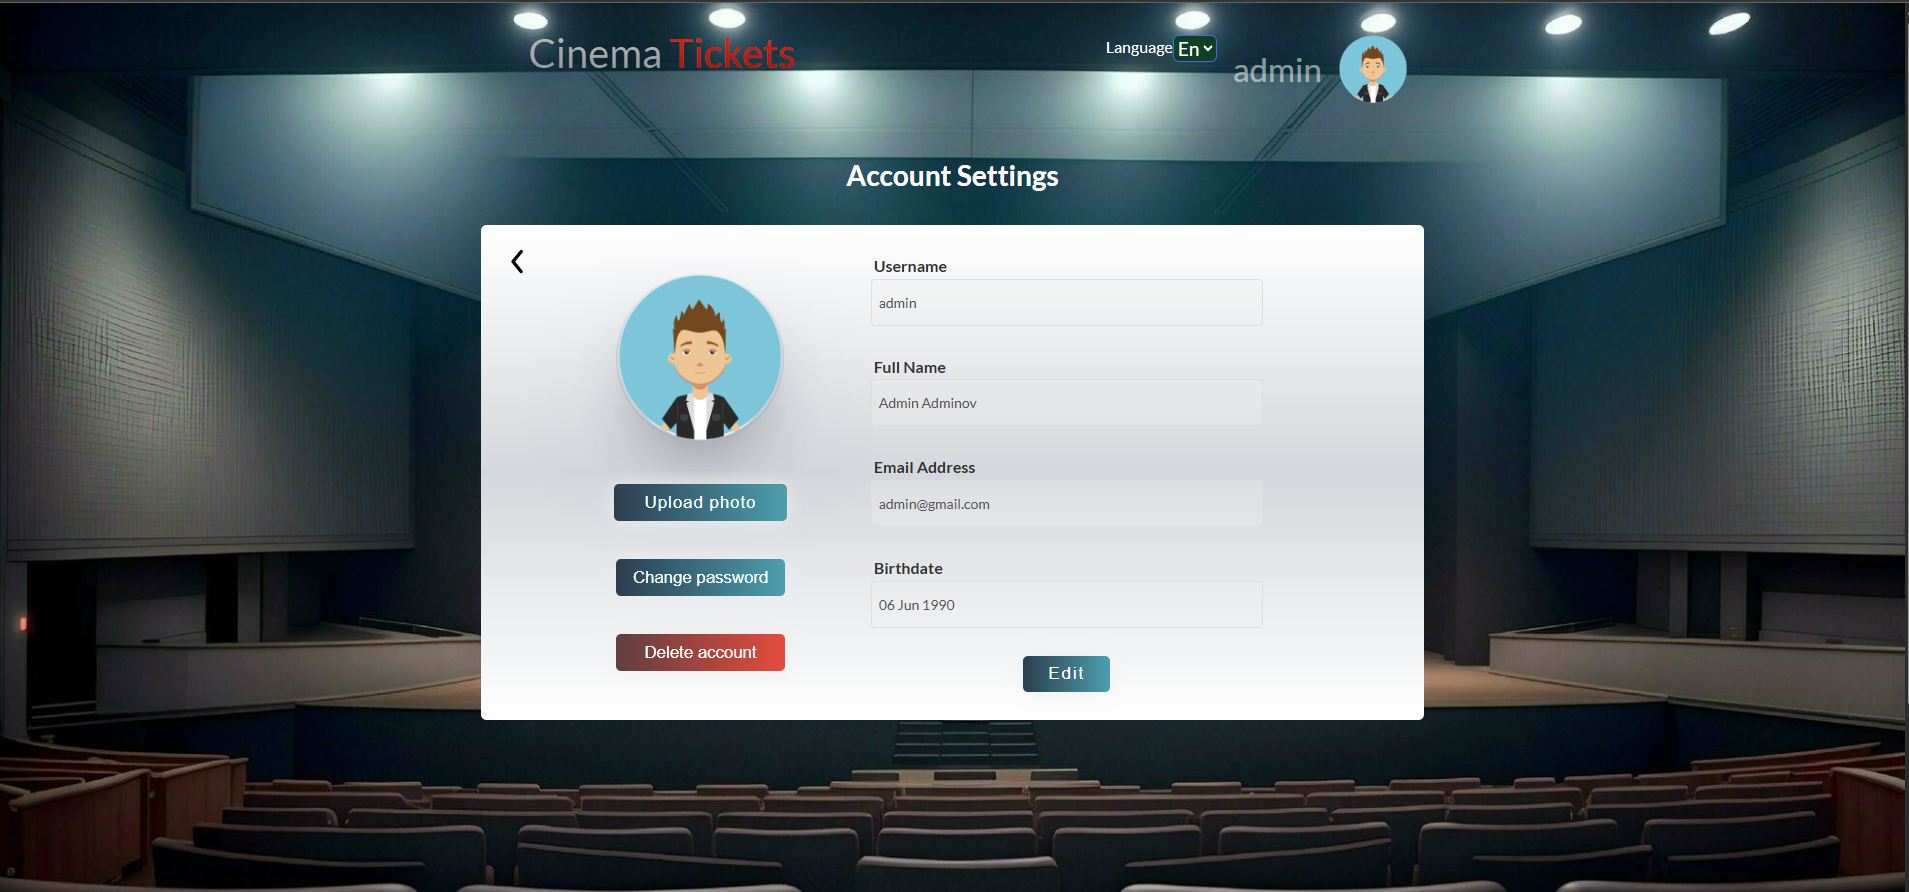 Cinema Tickets
Language En
admin
Account Settings
Username
admin
Full Name
Admin Adminov
Email Address
admin@gmail.com
Birthdate
06 Jun 1990
Edit
Upload photo
Change password
Delete account